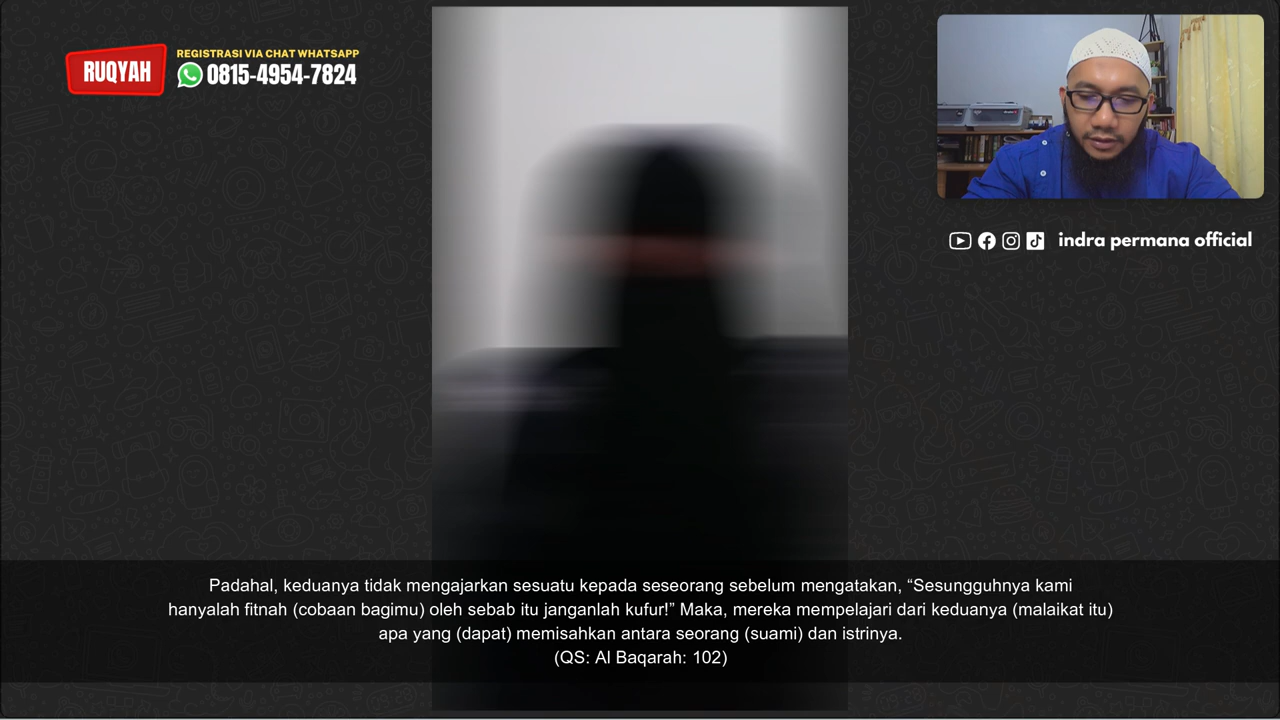 RUQYAH
REGISTRASI VIA CHAT WHATSAPP
0815-4954-7824
indra permana official
Padahal, keduanya tidak mengajarkan sesuatu kepada seseorang sebelum mengatakan, “Sesungguhnya kami
hanyalah fitnah (cobaan bagimu) oleh sebab itu janganlah kufur!” Maka, mereka mempelajari dari keduanya (malaikat itu)
apa yang (dapat) memisahkan antara seorang (suami) dan istrinya.
(QS: Al Baqarah: 102)